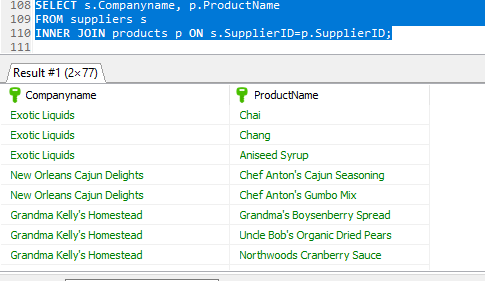 108 SELECT s.Companyname, p.ProductName
109 FROM suppliers s
110 INNER JOIN products p ON s.SupplierID=p.SupplierID;
111
Result #1 (2×77)
Companyname ProductName
Exotic Liquids Chai
Exotic Liquids Chang
Exotic Liquids Aniseed Syrup
New Orleans Cajun Delights Chef Anton's Cajun Seasoning
New Orleans Cajun Delights Chef Anton's Gumbo Mix
Grandma Kelly's Homestead Grandma's Boysenberry Spread
Grandma Kelly's Homestead Uncle Bob's Organic Dried Pears
Grandma Kelly's Homestead Northwoods Cranberry Sauce